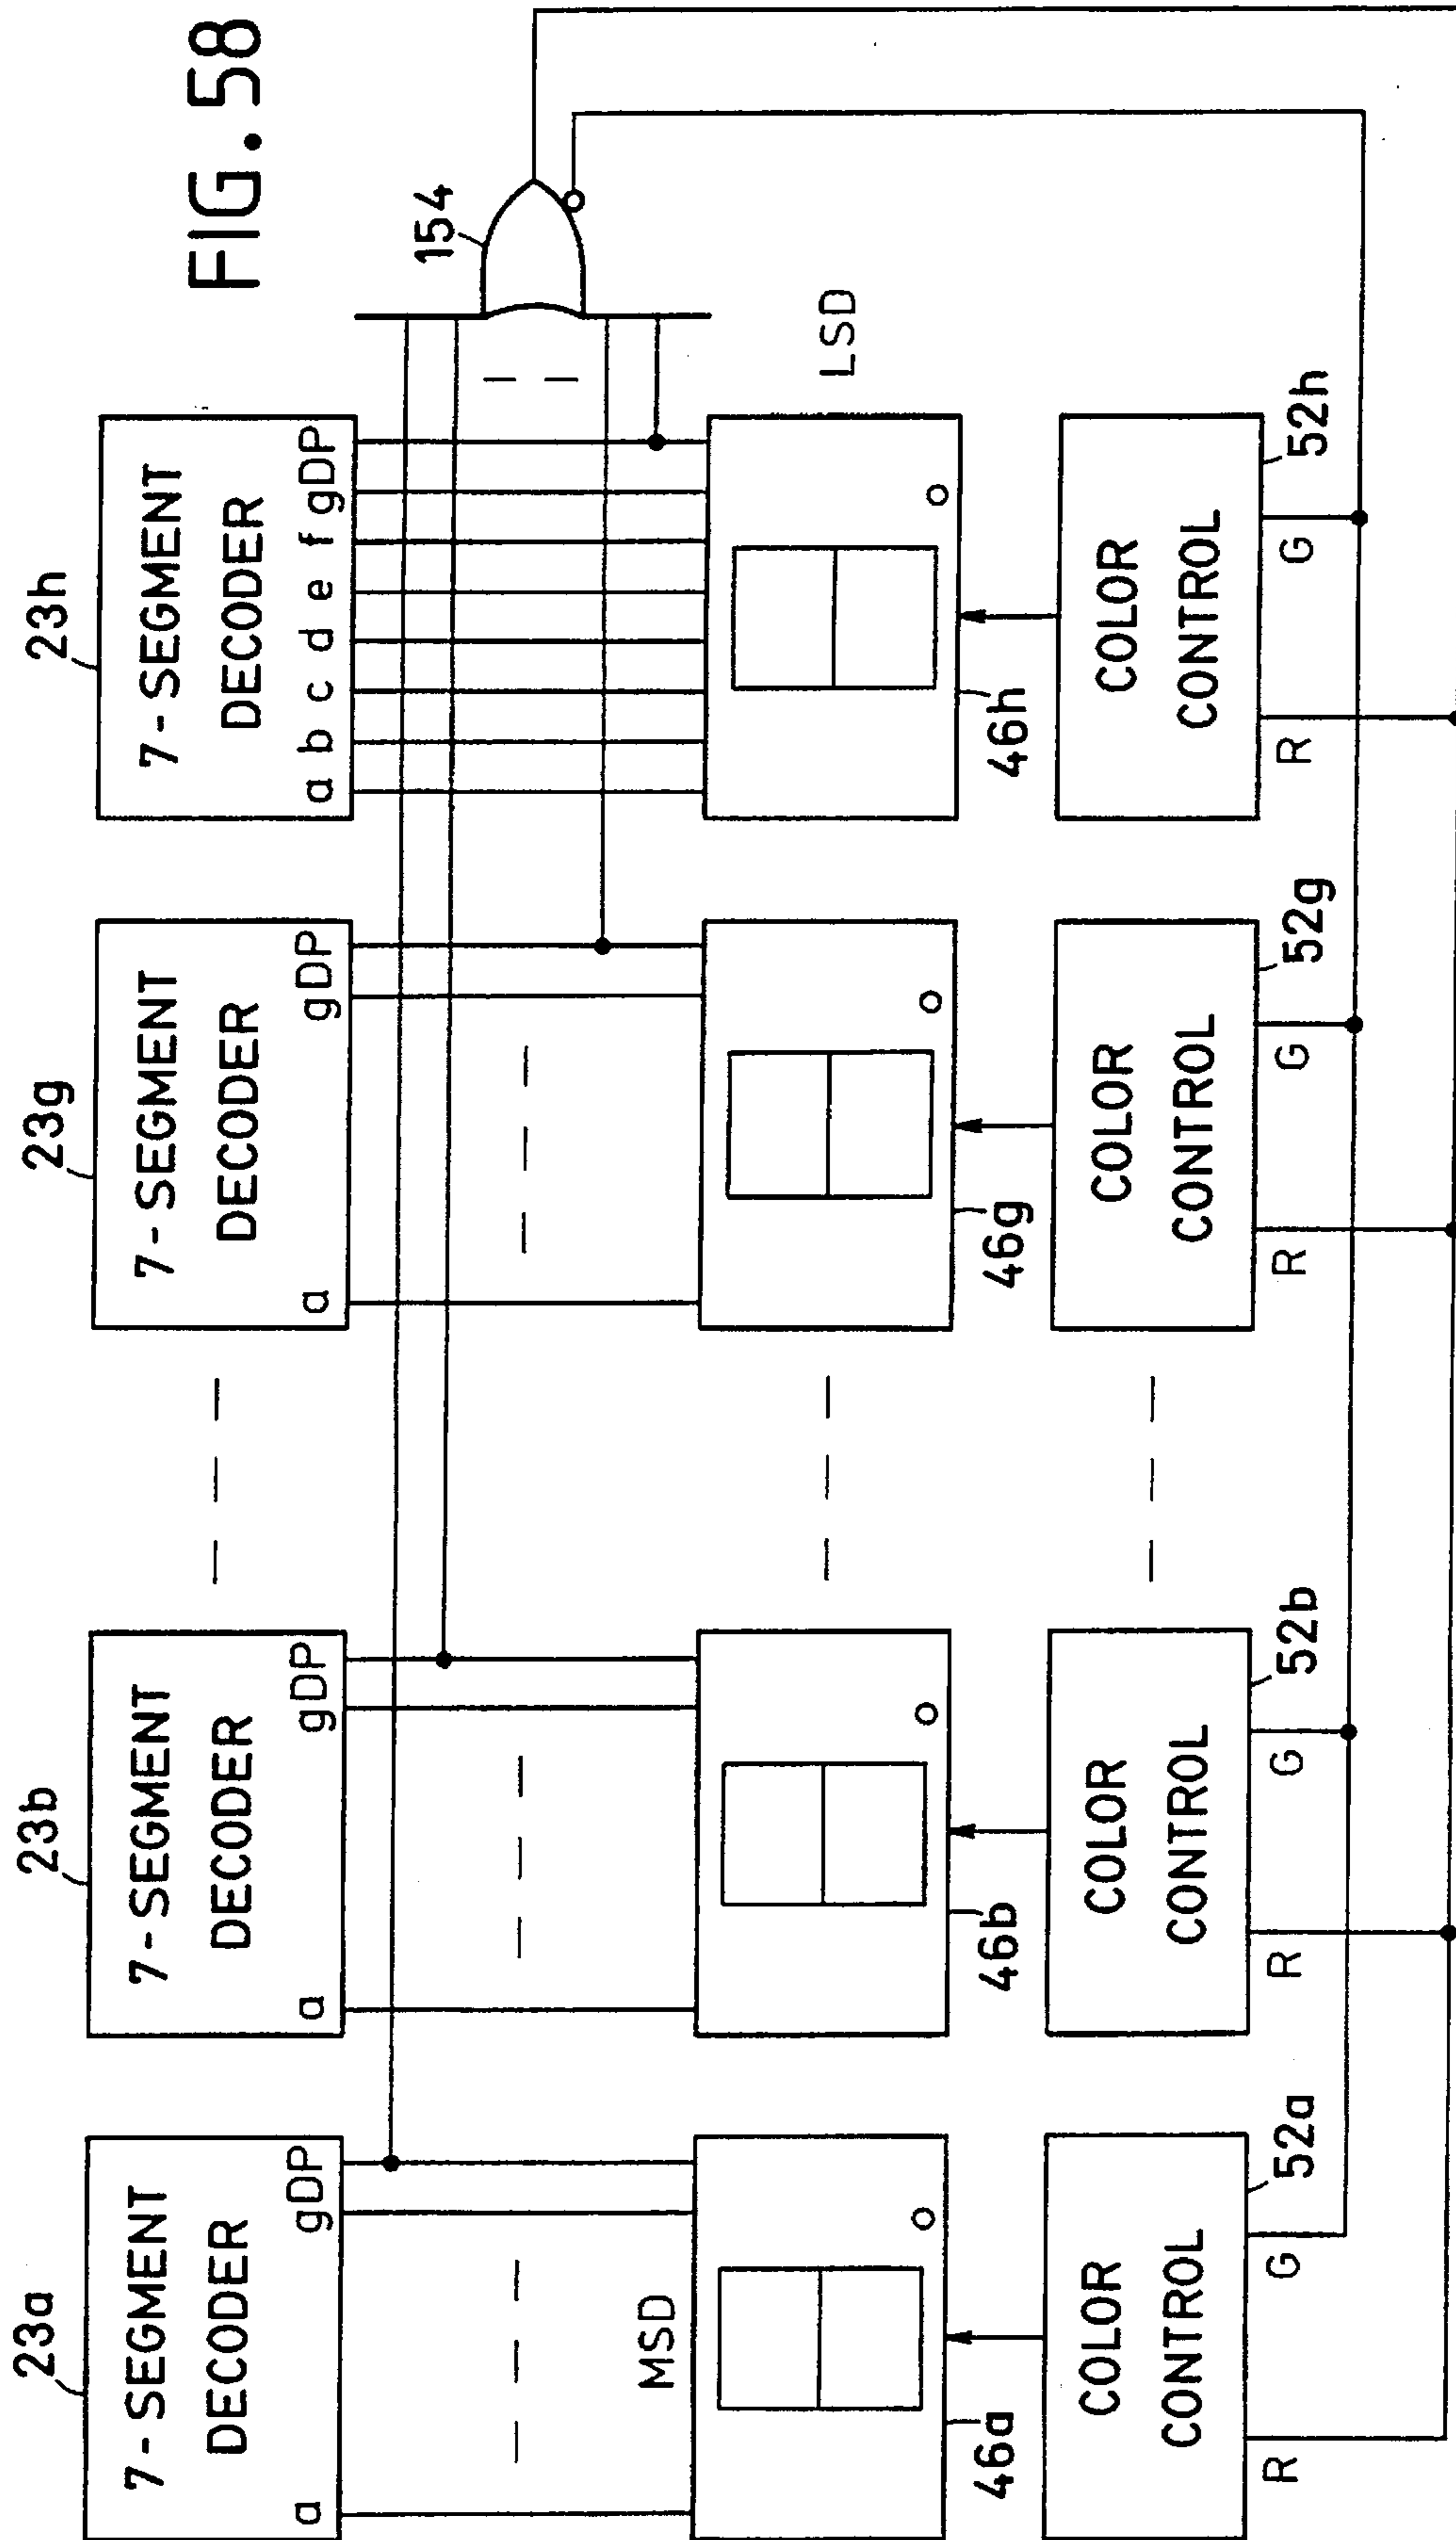 FIG. 58
23a
23b
23g
23h
7-SEGMENT
DECODER
a
gDP
7-SEGMENT
DECODER
a
gDP
7-SEGMENT
DECODER
a
gDP
7-SEGMENT
DECODER
a b c d e f gDP
154
MSD
LSD
46a
46b
46g
46h
COLOR
CONTROL
COLOR
CONTROL
COLOR
CONTROL
COLOR
CONTROL
R
G
52a
R
G
52b
R
G
52g
R
G
52h